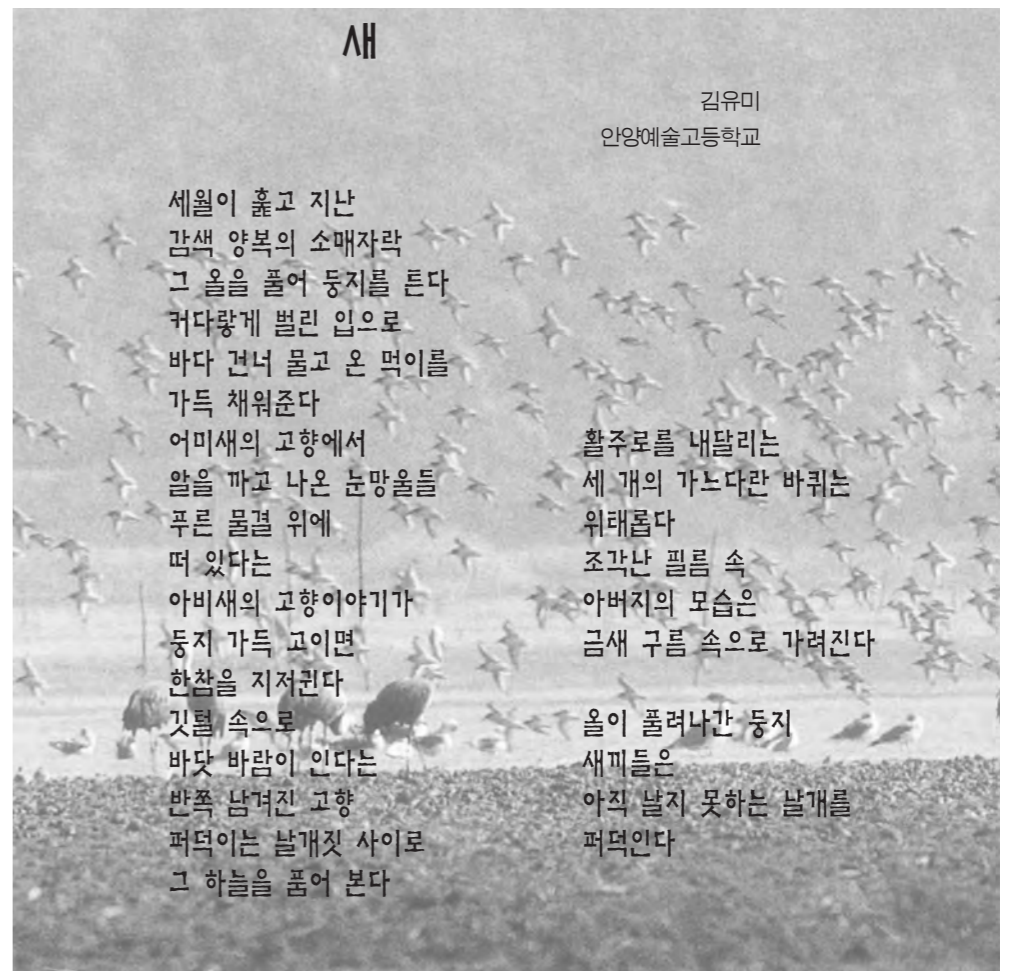 새
김유미
안양예술고등학교
세월이 훑고 지난
감색 양복의 소매자락
그 올을 풀어 둥지를 튼다
커다랗게 벌린 입으로
바다 건너 물고 온 먹이를
가득 채워준다
어미새의 고향에서
알을 까고 나온 눈망울들
푸른 물결 위에
떠 있다는
아비새의 고향이야기가
둥지 가득 고이면
한참을 지저귄다
깃털 속으로
바닷 바람이 인다는
반쪽 남겨진 고향
퍼덕이는 날개짓 사이로
그 하늘을 품어 본다
활주로를 내달리는
세 개의 가느다란 바퀴는
위태롭다
조각난 필름 속
아버지의 모습은
금새 구름 속으로 가려진다
올이 풀려나간 둥지
새끼들은
아직 날지 못하는 날개를
퍼덕인다